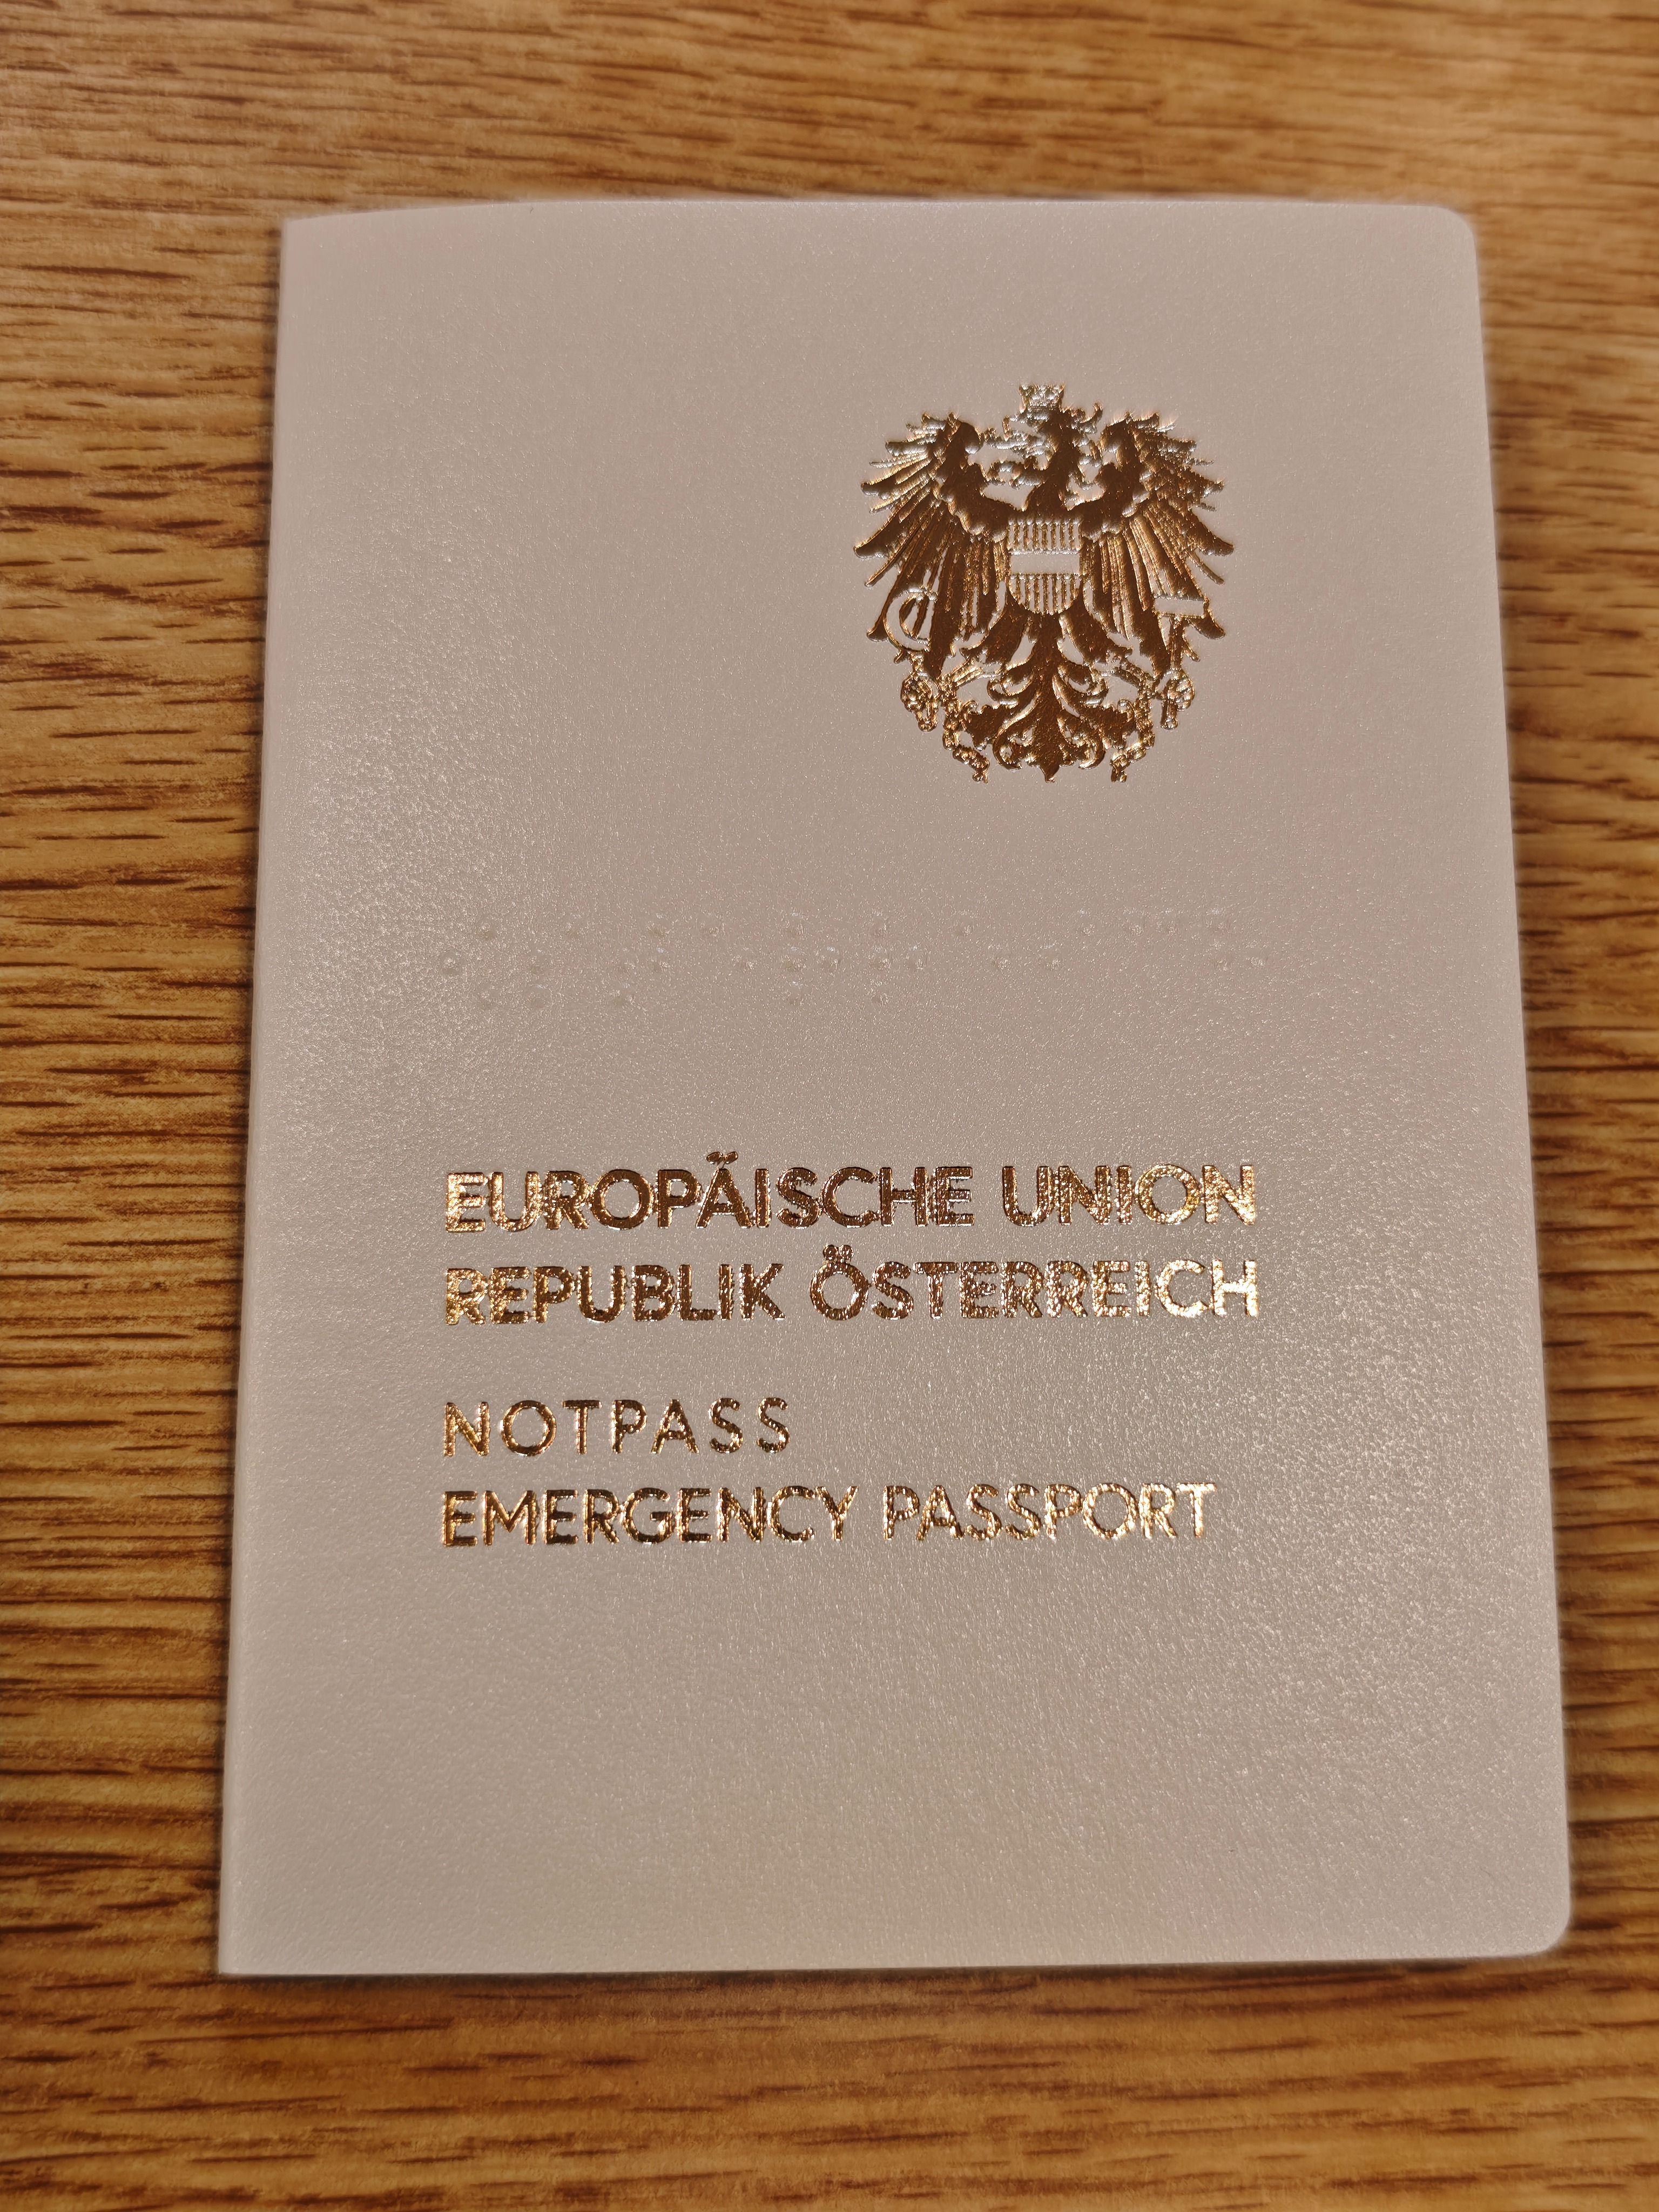 EUROPÄISCHE UNION
REPUBLIK ÖSTERREICH
NOTPASS
EMERGENCY PASSPORT